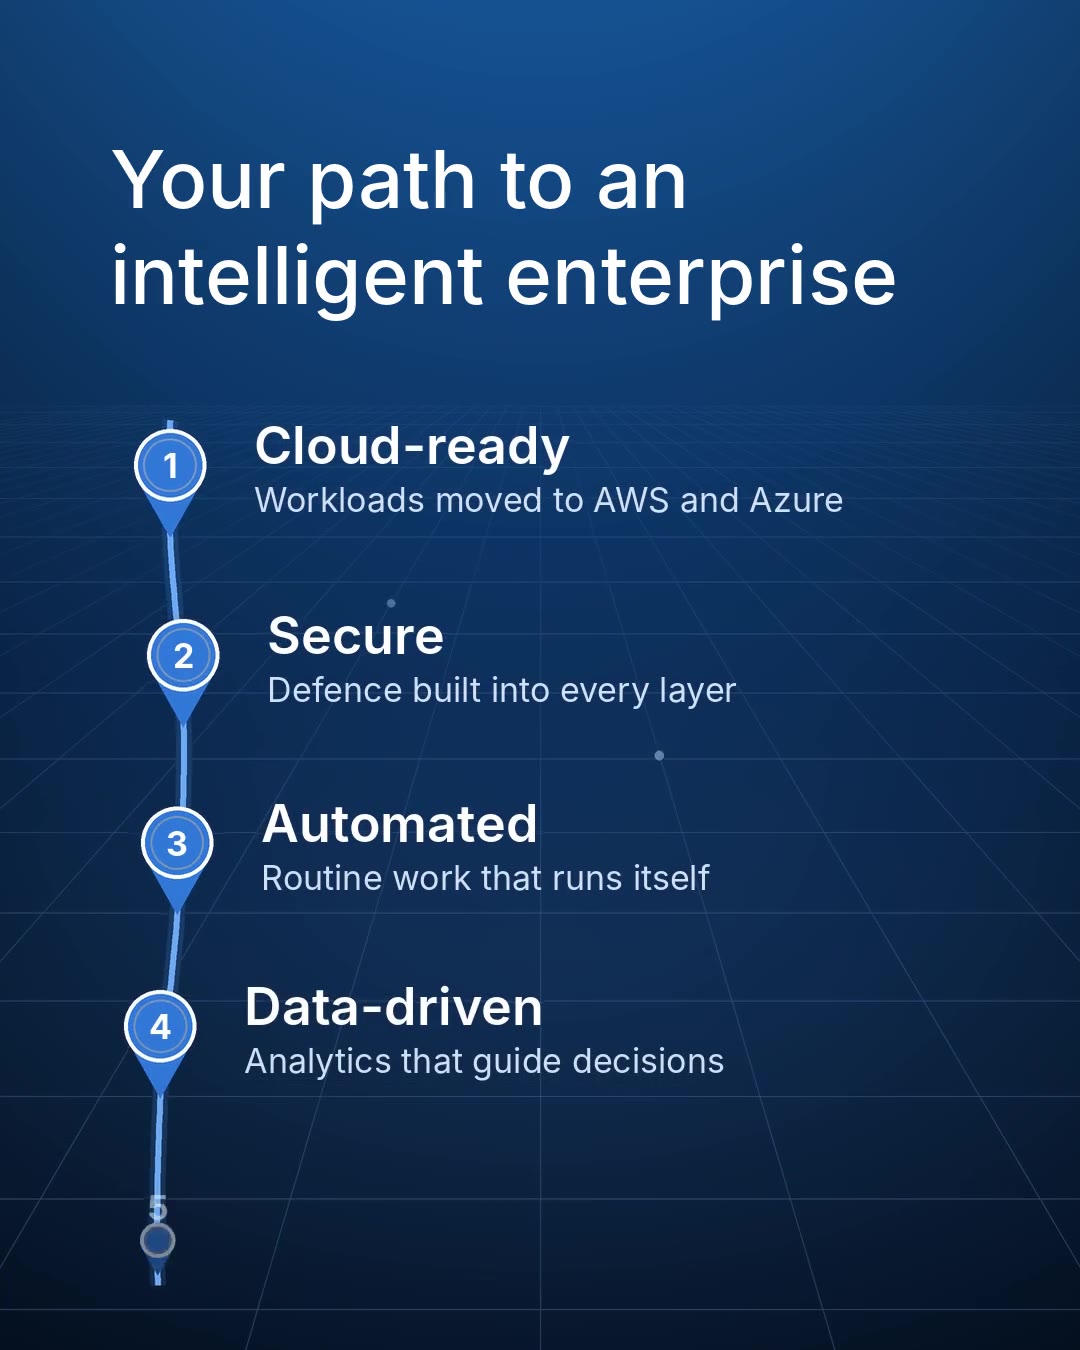 Your path to an
intelligent enterprise
1
Cloud-ready
Workloads moved to AWS and Azure
2
Secure
Defence built into every layer
3
Automated
Routine work that runs itself
4
Data-driven
Analytics that guide decisions
5